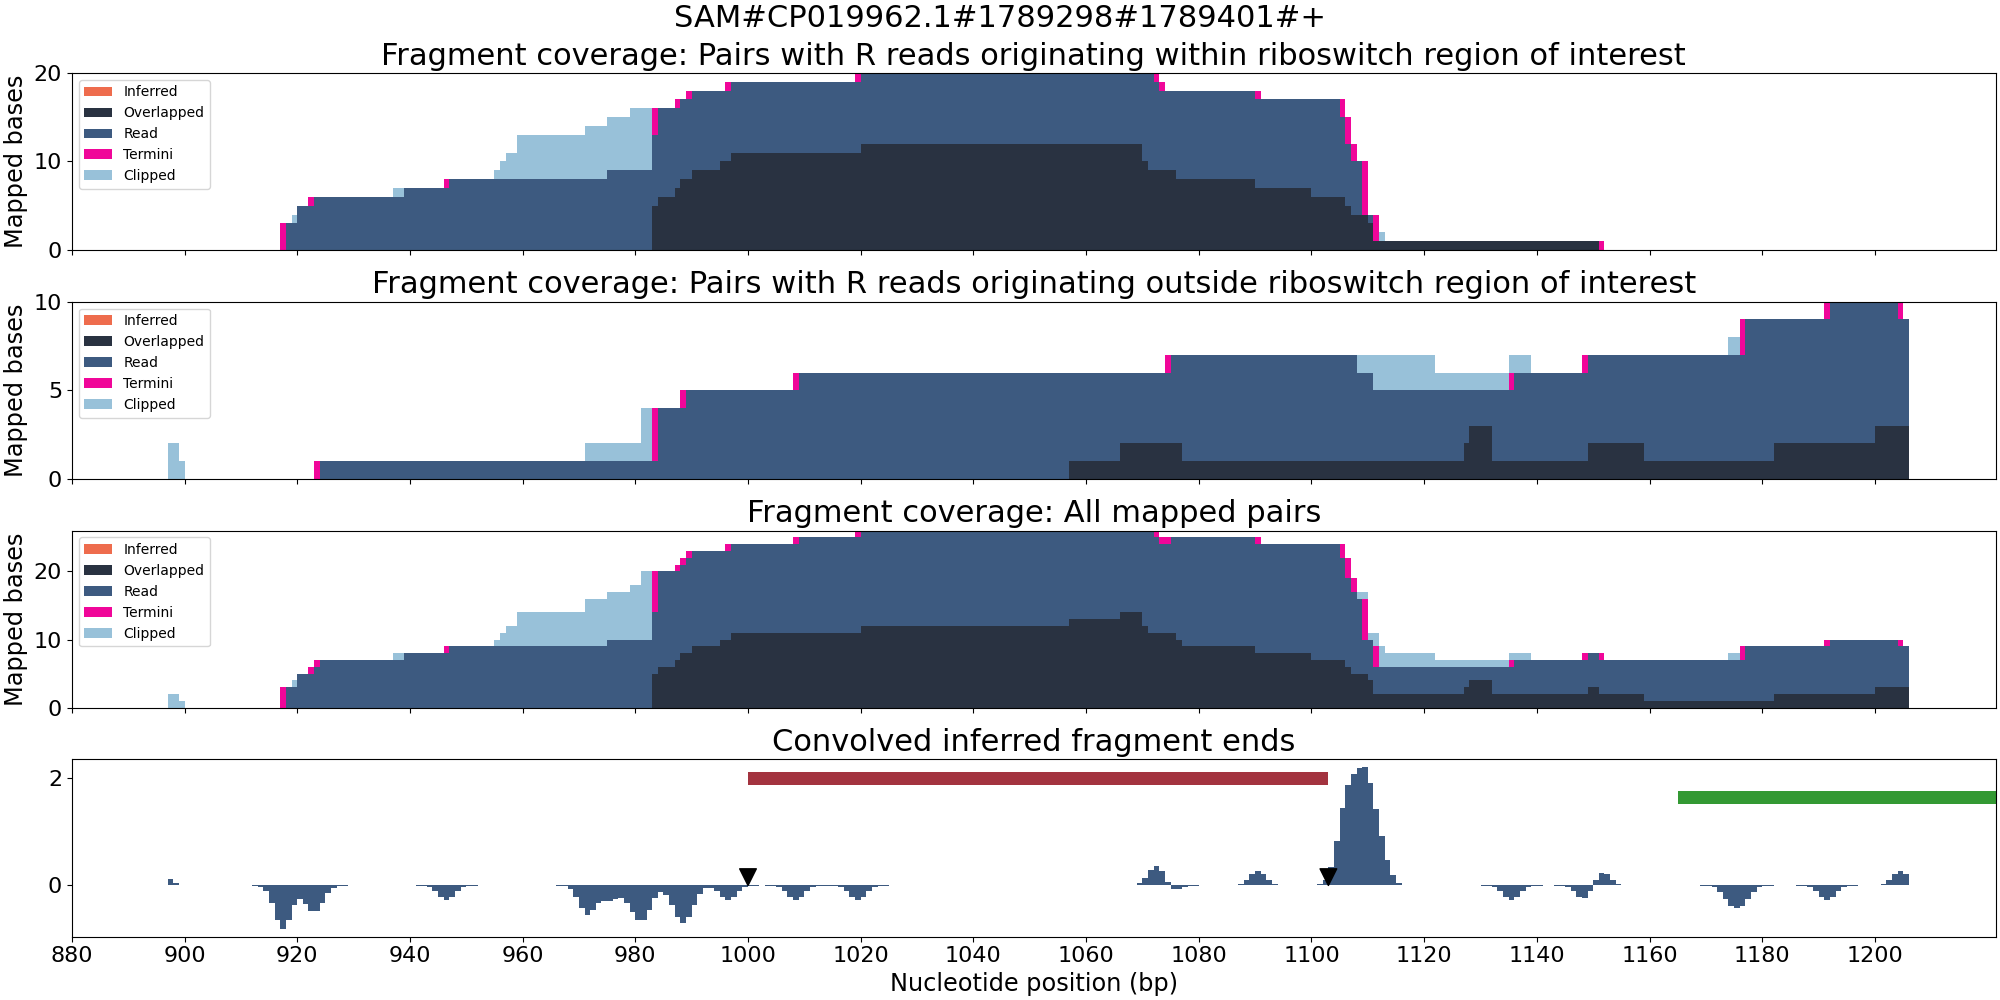 SAM#CP019962.1#1789298#1789401#+
Fragment coverage: Pairs with R reads originating within riboswitch region of interest
Mapped bases
20
10
0
Inferred
Overlapped
Read
Termini
Clipped
Fragment coverage: Pairs with R reads originating outside riboswitch region of interest
Mapped bases
10
5
0
Inferred
Overlapped
Read
Termini
Clipped
Fragment coverage: All mapped pairs
Mapped bases
20
10
0
Inferred
Overlapped
Read
Termini
Clipped
Convolved inferred fragment ends
2
0
880 900 920 940 960 980 1000 1020 1040 1060 1080 1100 1120 1140 1160 1180 1200
Nucleotide position (bp)